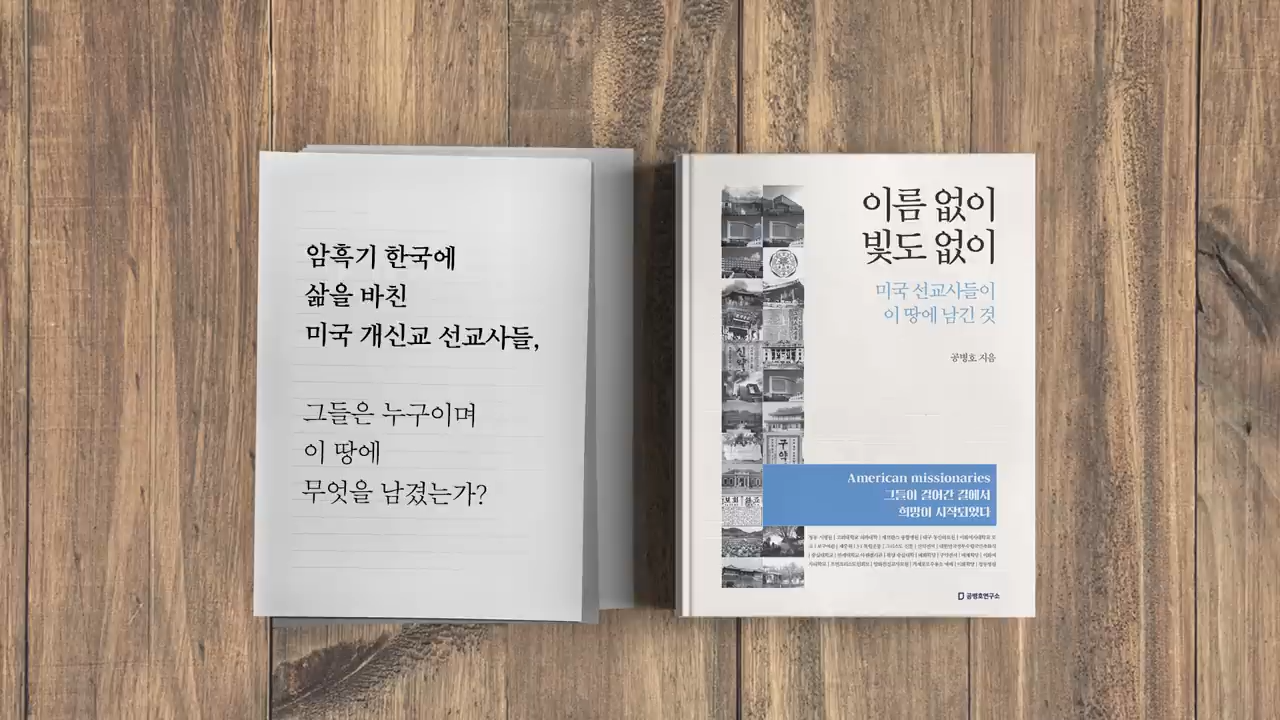 암흑기 한국에
삶을 바친
미국 개신교 선교사들,
그들은 누구이며
이 땅에
무엇을 남겼는가?
이름 없이
빛도 없이
미국 선교사들이
이 땅에 남긴 것
공병호 지음
구약
American missionaries
그들이 걸어간 길에서
희망이 시작되었다
공병호연구소